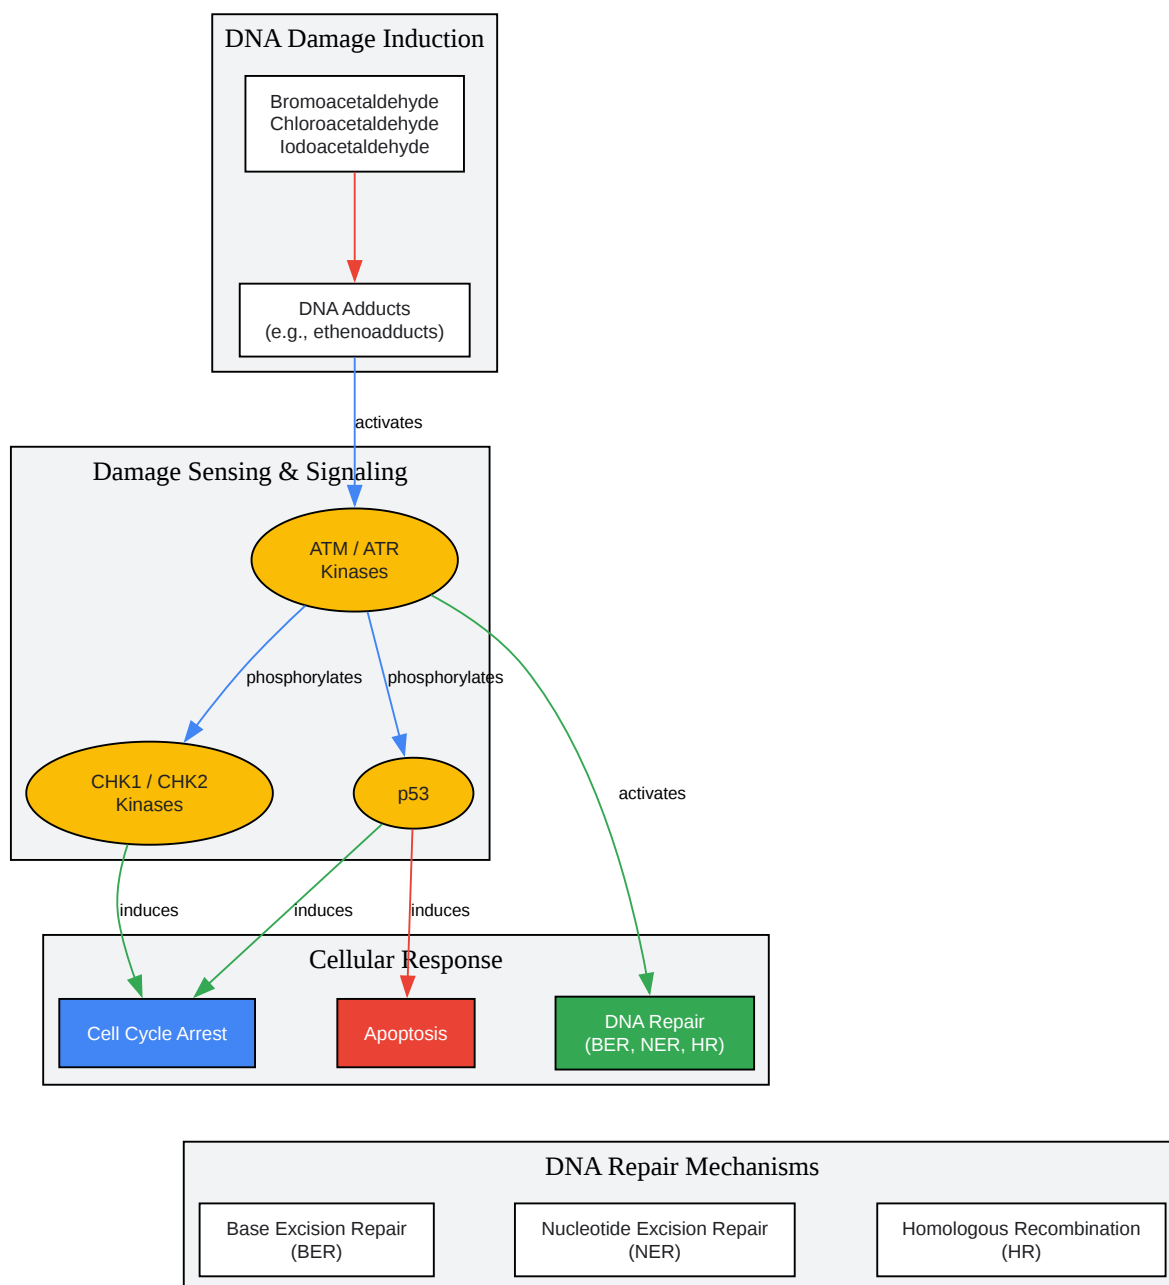 DNA Damage Induction
Bromoacetaldehyde
Chloroacetaldehyde
Iodoacetaldehyde
DNA Adducts
(e.g., ethenoadducts)
activates
Damage Sensing & Signaling
ATM / ATR
Kinases
phosphorylates
phosphorylates
CHK1 / CHK2
Kinases
p53
activates
induces
induces
induces
Cellular Response
Cell Cycle Arrest
Apoptosis
DNA Repair
(BER, NER, HR)
DNA Repair Mechanisms
Base Excision Repair
(BER)
Nucleotide Excision Repair
(NER)
Homologous Recombination
(HR)